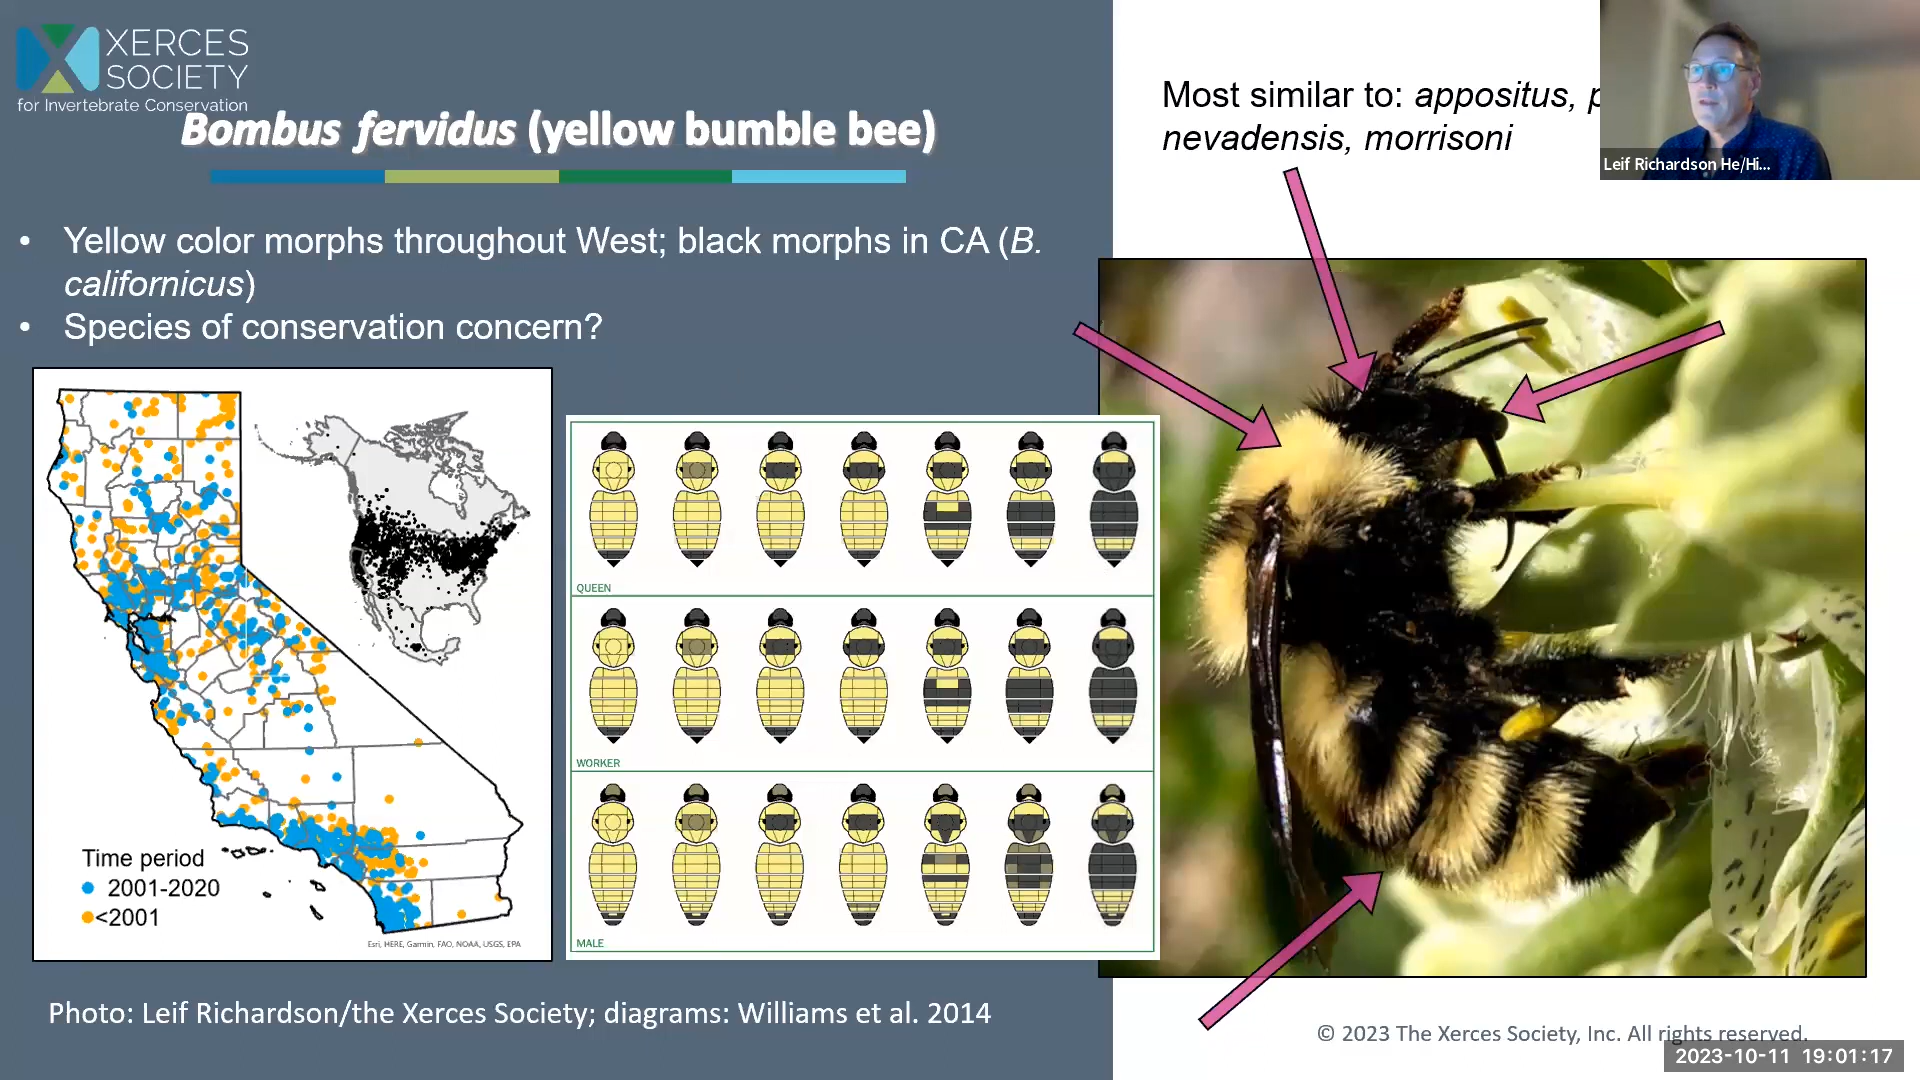 XERCES
SOCIETY
for Invertebrate Conservation
Bombus fervidus (yellow bumble bee)
• Yellow color morphs throughout West; black morphs in CA (B.
californicus)
• Species of conservation concern?
Most similar to: appositus,
nevadensis, morrisoni
Leif Richardson He/Hi...
Time period
2001-2020
<2001
Esri, HERE, Garmin, FAO, NOAA, USGS, EPA
QUEEN
WORKER
MALE
Photo: Leif Richardson/the Xerces Society; diagrams: Williams et al. 2014
© 2023 The Xerces Society, Inc. All rights reserved.
2023-10-11 19:01:17